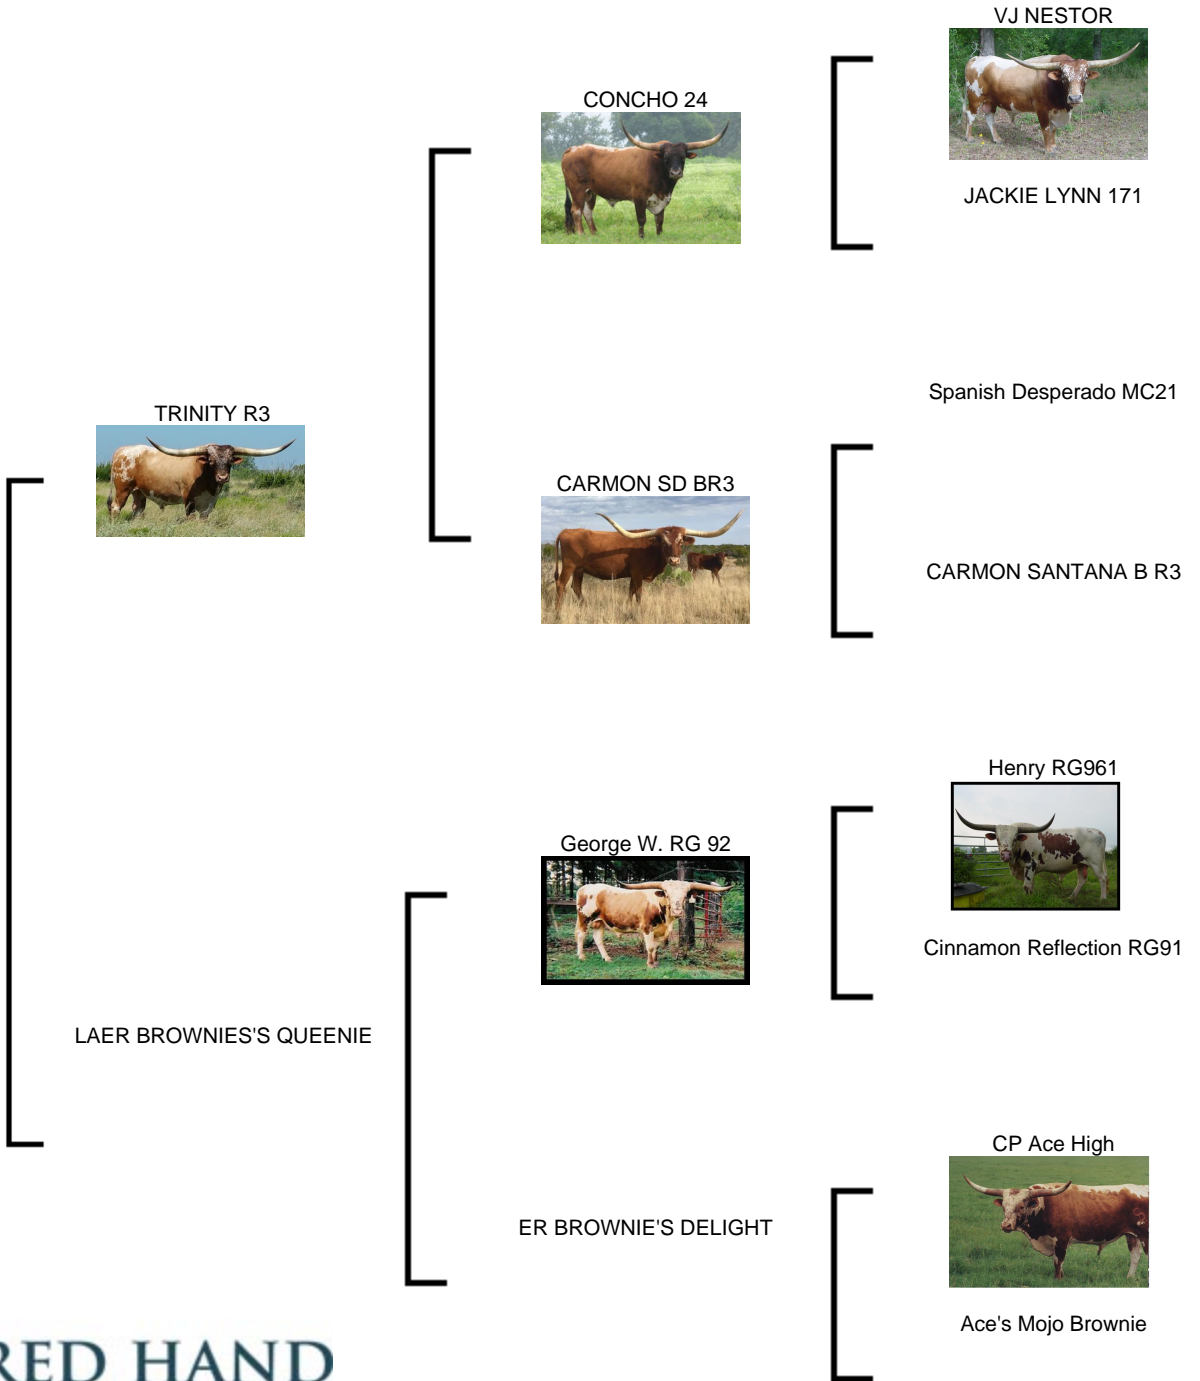 VJ NESTOR
CONCHO 24
JACKIE LYNN 171
Spanish Desperado MC21
TRINITY R3
CARMON SD BR3
CARMON SANTANA B R3
Henry RG961
George W. RG 92
Cinnamon Reflection RG91
LAER BROWNIES'S QUEENIE
CP Ace High
ER BROWNIE'S DELIGHT
Ace's Mojo Brownie
RED HAND